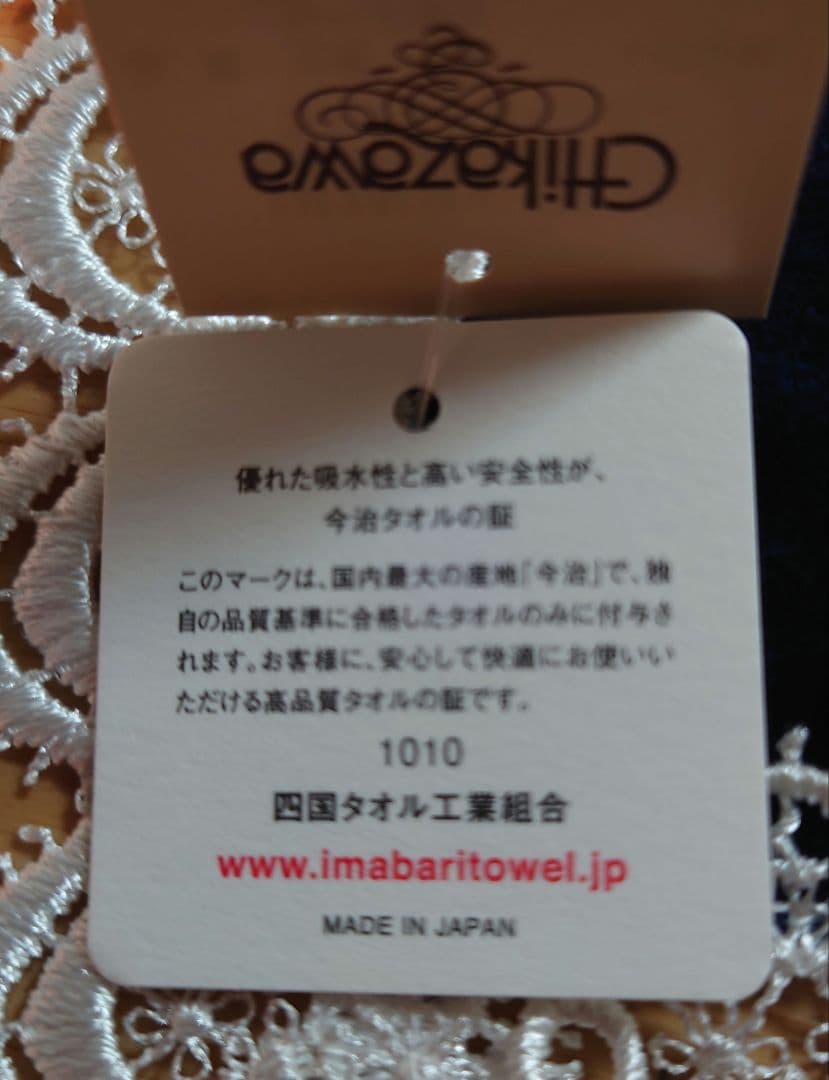 Chikazawa
優れた吸水性と高い安全性が、
今治タオルの証
このマークは、国内最大の産地「今治」で、独
自の品質基準に合格したタオルのみに付与さ
れます。お客様に、安心して快適にお使いい
ただける高品質タオルの証です。
1010
四国タオル工業組合
www.imabaritowel.jp
MADE IN JAPAN